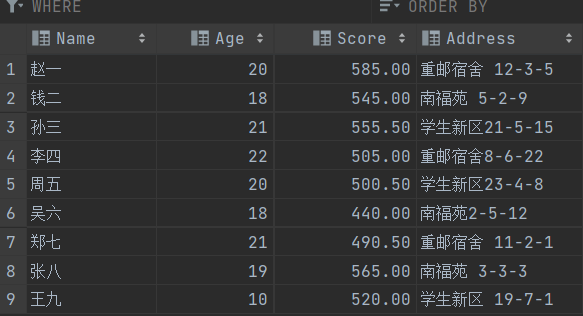 WHERE ORDER BY
Name Age Score Address
1 赵一 20 585.00 重邮宿舍 12-3-5
2 钱二 18 545.00 南福苑 5-2-9
3 孙三 21 555.50 学生新区21-5-15
4 李四 22 505.00 重邮宿舍8-6-22
5 周五 20 500.50 学生新区23-4-8
6 吴六 18 440.00 南福苑2-5-12
7 郑七 21 490.50 重邮宿舍 11-2-1
8 张八 19 565.00 南福苑 3-3-3
9 王九 10 520.00 学生新区 19-7-1